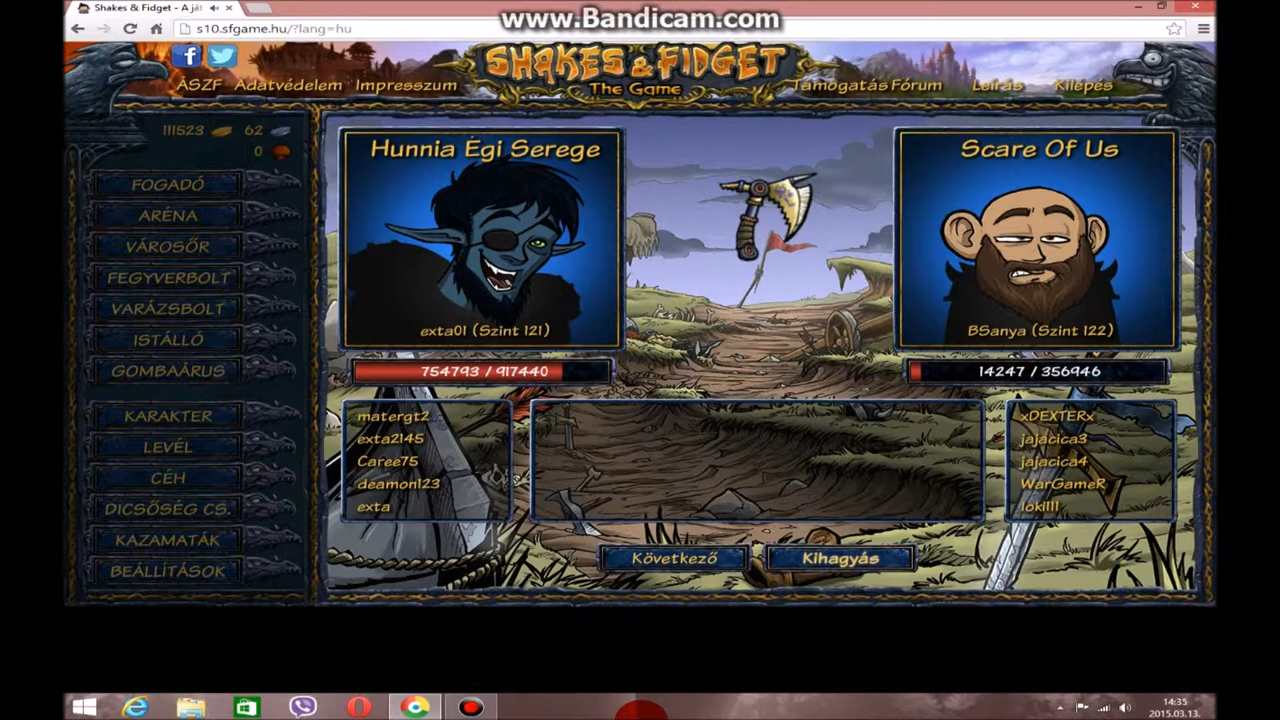 www.Bandicam.com
Shakes & Fidget - A já
s10.sfgame.hu/?lang=hu
SHAKES & FIDGET
The Game
ÁSZF Adatvédelem Impresszum
Támogatás Fórum Leírás Kilépés
111523 62
0
FOGADÓ
ARÉNA
VÁROSŐR
FEGYVERBOLT
VARÁZSBOLT
ISTÁLLÓ
GOMBAÁRUS
KARAKTER
LEVÉL
CÉH
DICSŐSÉG CS.
KAZAMATÁK
BEÁLLÍTÁSOK
Hunnia Égi Serege
exta01 (Szint 121)
754793 / 917440
Scare Of Us
BSanya (Szint 122)
14247 / 356946
matergt2
exta2145
Caree75
deamon123
exta
xDEXTERx
jajacica3
jajacica4
WarGameR
loki111
Következő
Kihagyás
14:35
2015.03.13.